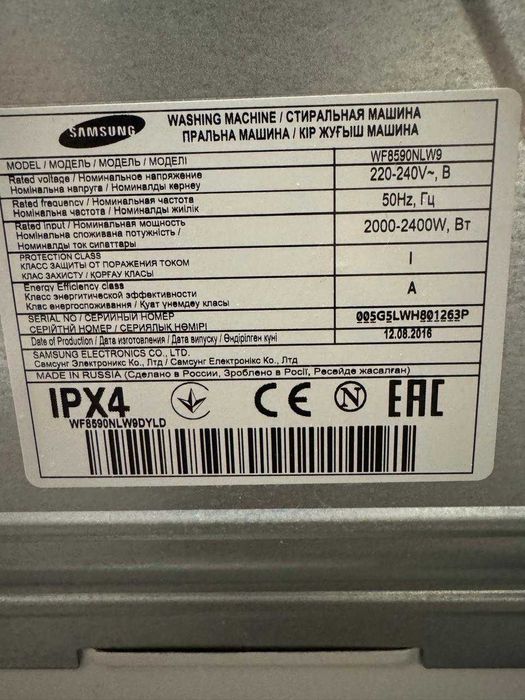 SAMSUNG
WASHING MACHINE / СТИРАЛЬНАЯ МАШИНА
ПРАЛЬНА МАШИНА / КІР ЖУҒЫШ МАШИНА
MODEL / МОДЕЛЬ / МОДЕЛЬ / МОДЕЛІ WF8590NLW9
Rated voltage / Номинальное напряжение
Номінальна напруга / Номиналды кернеу
220-240V~, В
Rated frequency / Номинальная частота
Номінальна частота / Номиналды жиілік
50Hz, Гц
Rated input / Номинальная мощность
Номінальна споживана потужність /
Номиналды ток сипаттары
2000-2400W, Вт
PROTECTION CLASS
КЛАСС ЗАЩИТЫ ОТ ПОРАЖЕНИЯ ТОКОМ
КЛАС ЗАХИСТУ / ҚОРҒАУ КЛАСЫ
I
Energy Efficiency class
Класс энергетической эффективности
Клас енергоспоживання / Қуат үнемдеу класы
A
SERIAL NO / СЕРИЙНЫЙ НОМЕР
СЕРІЙНИЙ НОМЕР / СЕРИЯЛЫҚ НӨМІРІ
005G5LWH801263P
Date of Production / Дата изготовления / Дата випуску / Өндірілген күні 12.08.2016
SAMSUNG ELECTRONICS CO., LTD.
Самсунг Електронікс Ко., Лтд / Самсунг Електронікс Ко., Лтд
MADE IN RUSSIA (Сделано в России, Зроблено в Росії, Ресейде жасалған)
IPX4 CE N EAC
WF8590NLW9DYLD